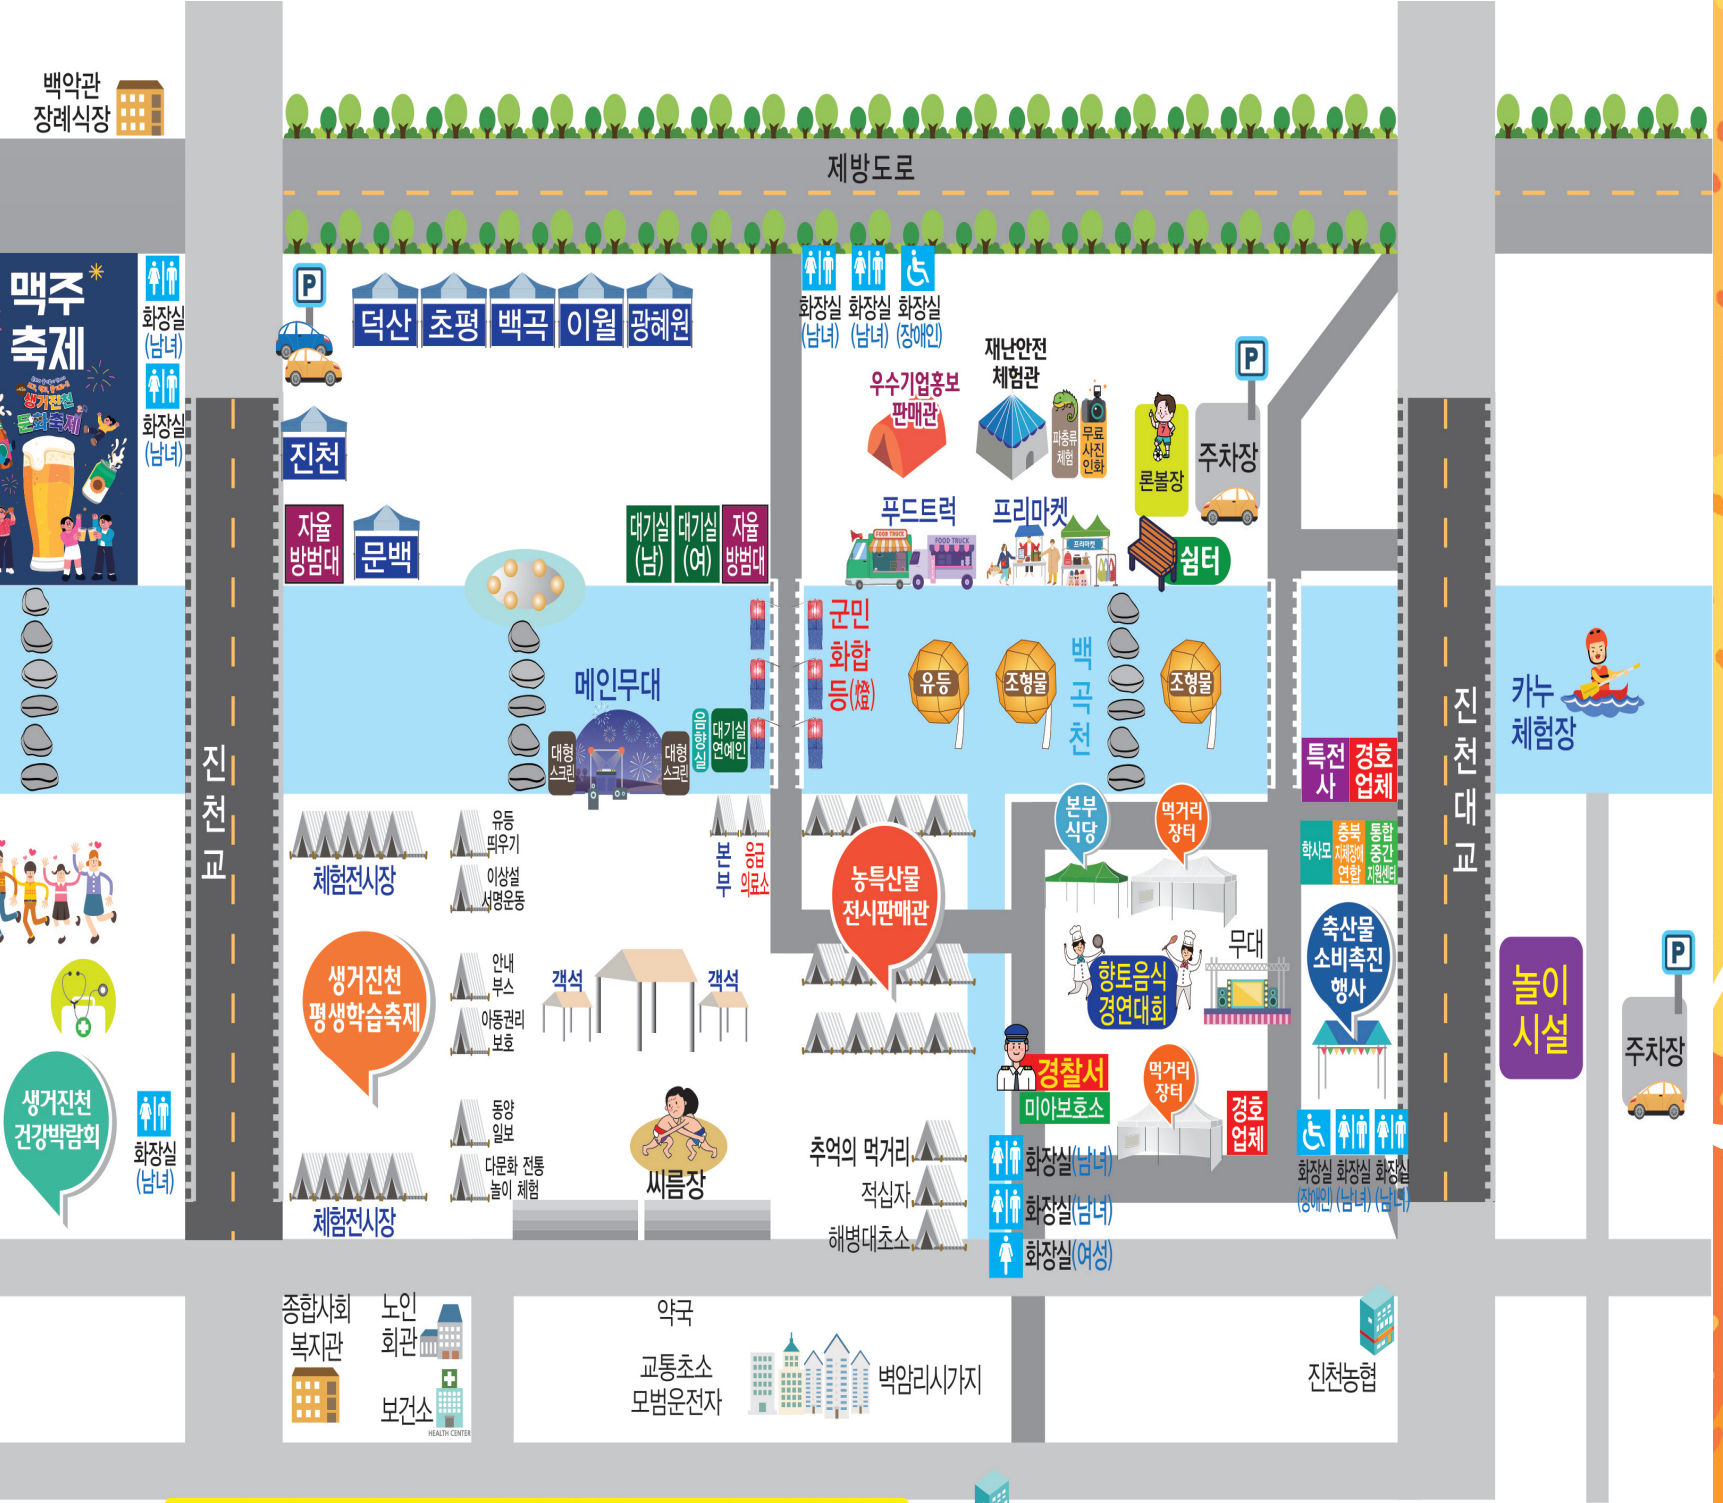 백악관
장례식장
제방도로
맥주
축제
생거진천
문화축제
화장실
(남녀)
화장실
(남녀)
P
덕산
초평
백곡
이월
광혜원
진천
자율
방범대
문백
대기실
(남)
대기실
(여)
자율
방범대
화장실
(남녀)
화장실
(남녀)
화장실
(장애인)
우수기업홍보
판매관
재난안전
체험관
파충류
체험
무료
사진
인화
론볼장
P
주차장
푸드트럭
FOOD TRUCK
FOOD TRUCK
프리마켓
프리마켓
쉼터
군민
화합
등(燈)
유등
조형물
백
곡
천
조형물
메인무대
대형
스크린
대형
스크린
음향실
대기실
연예인
진
천
교
진
천
대
교
카누
체험장
특전
사
경호
업체
학사모
충북
지체장애
연합
통합
중간
지원센터
체험전시장
유등
띄우기
이상설
서명운동
본
부
응급
의료소
농특산물
전시판매관
본부
식당
먹거리
장터
향토음식
경연대회
무대
축산물
소비촉진
행사
놀이
시설
P
주차장
생거진천
평생학습축제
안내
부스
아동권리
보호
객석
객석
생거진천
건강박람회
화장실
(남녀)
동양
일보
다문화 전통
놀이 체험
체험전시장
씨름장
경찰서
미아보호소
먹거리
장터
경호
업체
추억의 먹거리
적십자
해병대초소
화장실(남녀)
화장실(남녀)
화장실(여성)
화장실
(장애인)
화장실
(남녀)
화장실
(남녀)
종합사회
복지관
노인
회관
보건소
HEALTH CENTER
약국
교통초소
모범운전자
벽암리시가지
진천농협